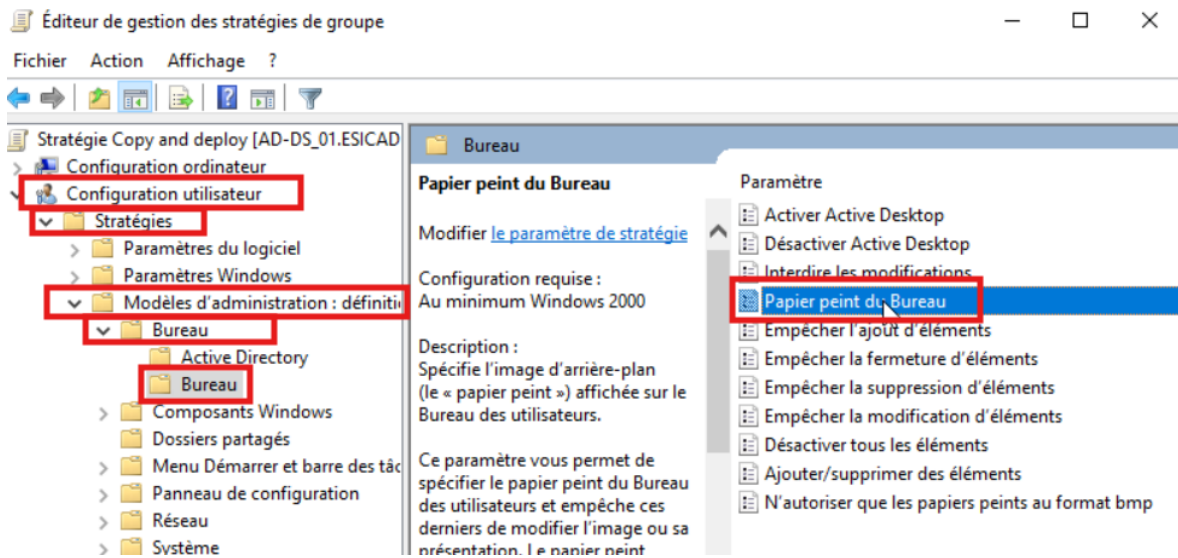 Éditeur de gestion des stratégies de groupe
Fichier Action Affichage ?
Stratégie Copy and deploy [AD-DS_01.ESICAD
Configuration ordinateur
Configuration utilisateur
Stratégies
Paramètres du logiciel
Paramètres Windows
Modèles d'administration : définiti
Bureau
Active Directory
Bureau
Composants Windows
Dossiers partagés
Menu Démarrer et barre des tâc
Panneau de configuration
Réseau
Système
Bureau
Papier peint du Bureau
Modifier le paramètre de stratégie
Configuration requise :
Au minimum Windows 2000
Description :
Spécifie l'image d'arrière-plan
(le « papier peint ») affichée sur le
Bureau des utilisateurs.
Ce paramètre vous permet de
spécifier le papier peint du Bureau
des utilisateurs et empêche ces
derniers de modifier l'image ou sa
présentation. Le papier peint
Paramètre
Activer Active Desktop
Désactiver Active Desktop
Interdire les modifications
Papier peint du Bureau
Empêcher l'ajout d'éléments
Empêcher la fermeture d'éléments
Empêcher la suppression d'éléments
Empêcher la modification d'éléments
Désactiver tous les éléments
Ajouter/supprimer des éléments
N'autoriser que les papiers peints au format bmp